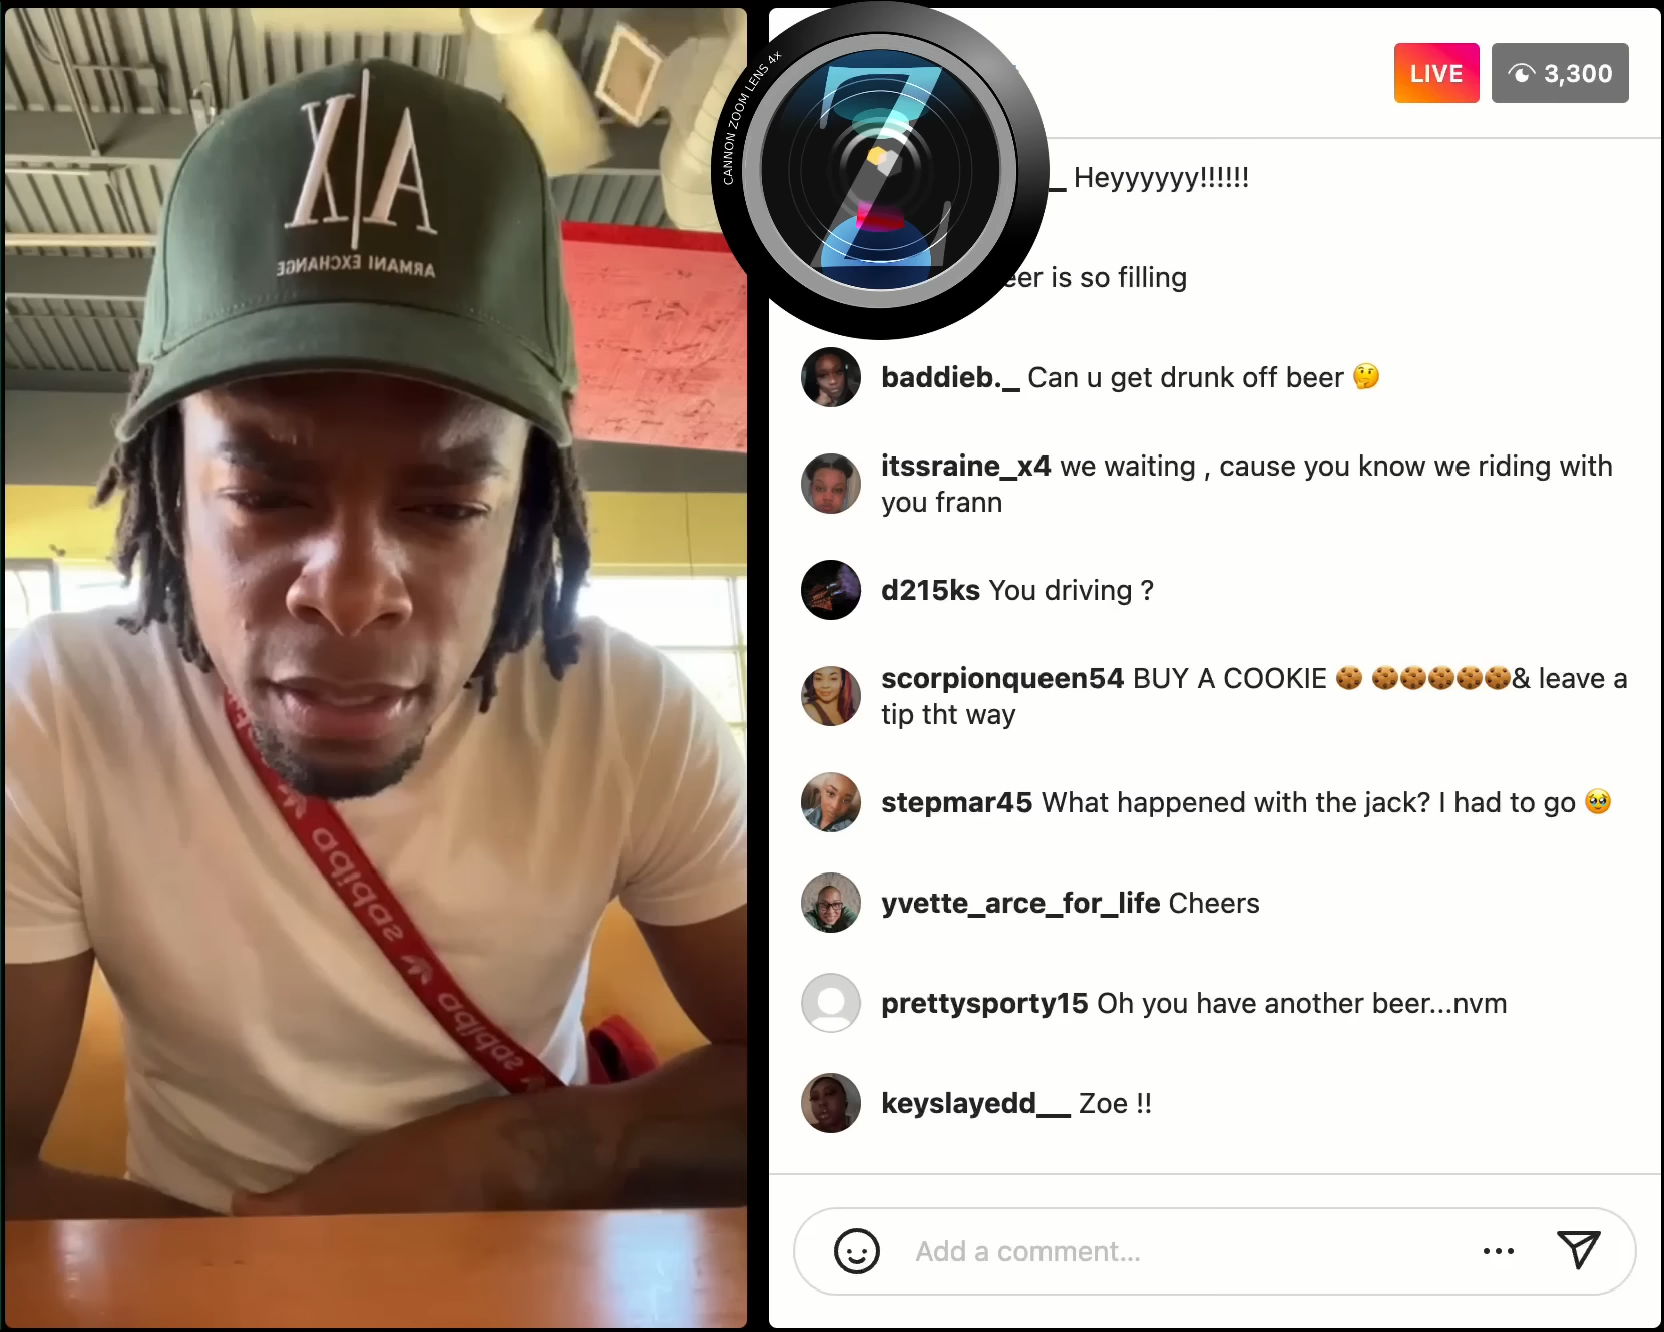 A|X
ARMANI EXCHANGE
adidas
adidas
CANNON ZOOM LENS 4x
Z
LIVE
3,300
_ Heyyyyyy!!!!!!
eer is so filling
baddieb._ Can u get drunk off beer 🤔
itssraine_x4 we waiting , cause you know we riding with
you frann
d215ks You driving ?
scorpionqueen54 BUY A COOKIE 🍪 🍪🍪🍪🍪🍪& leave a
tip tht way
stepmar45 What happened with the jack? I had to go 🥹
yvette_arce_for_life Cheers
prettysporty15 Oh you have another beer...nvm
keyslayedd__ Zoe !!
Add a comment...